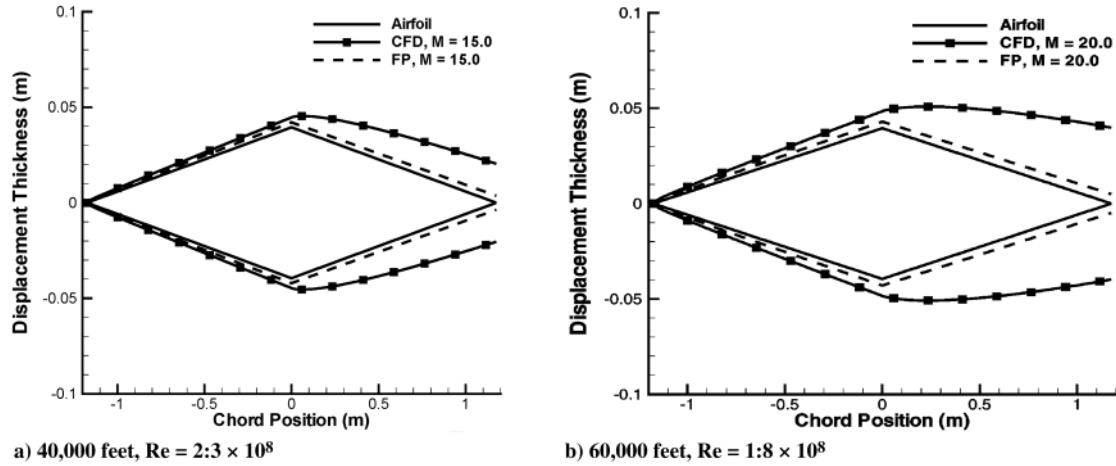 0.1
0.05
0
-0.05
-0.1
Displacement Thickness (m)
Airfoil
CFD, M = 15.0
FP, M = 15.0
-1
-0.5
0
0.5
1
Chord Position (m)
a) 40,000 feet, Re = 2:3 × 10⁸
0.1
0.05
0
-0.05
-0.1
Displacement Thickness (m)
Airfoil
CFD, M = 20.0
FP, M = 20.0
-1
-0.5
0
0.5
1
Chord Position (m)
b) 60,000 feet, Re = 1:8 × 10⁸